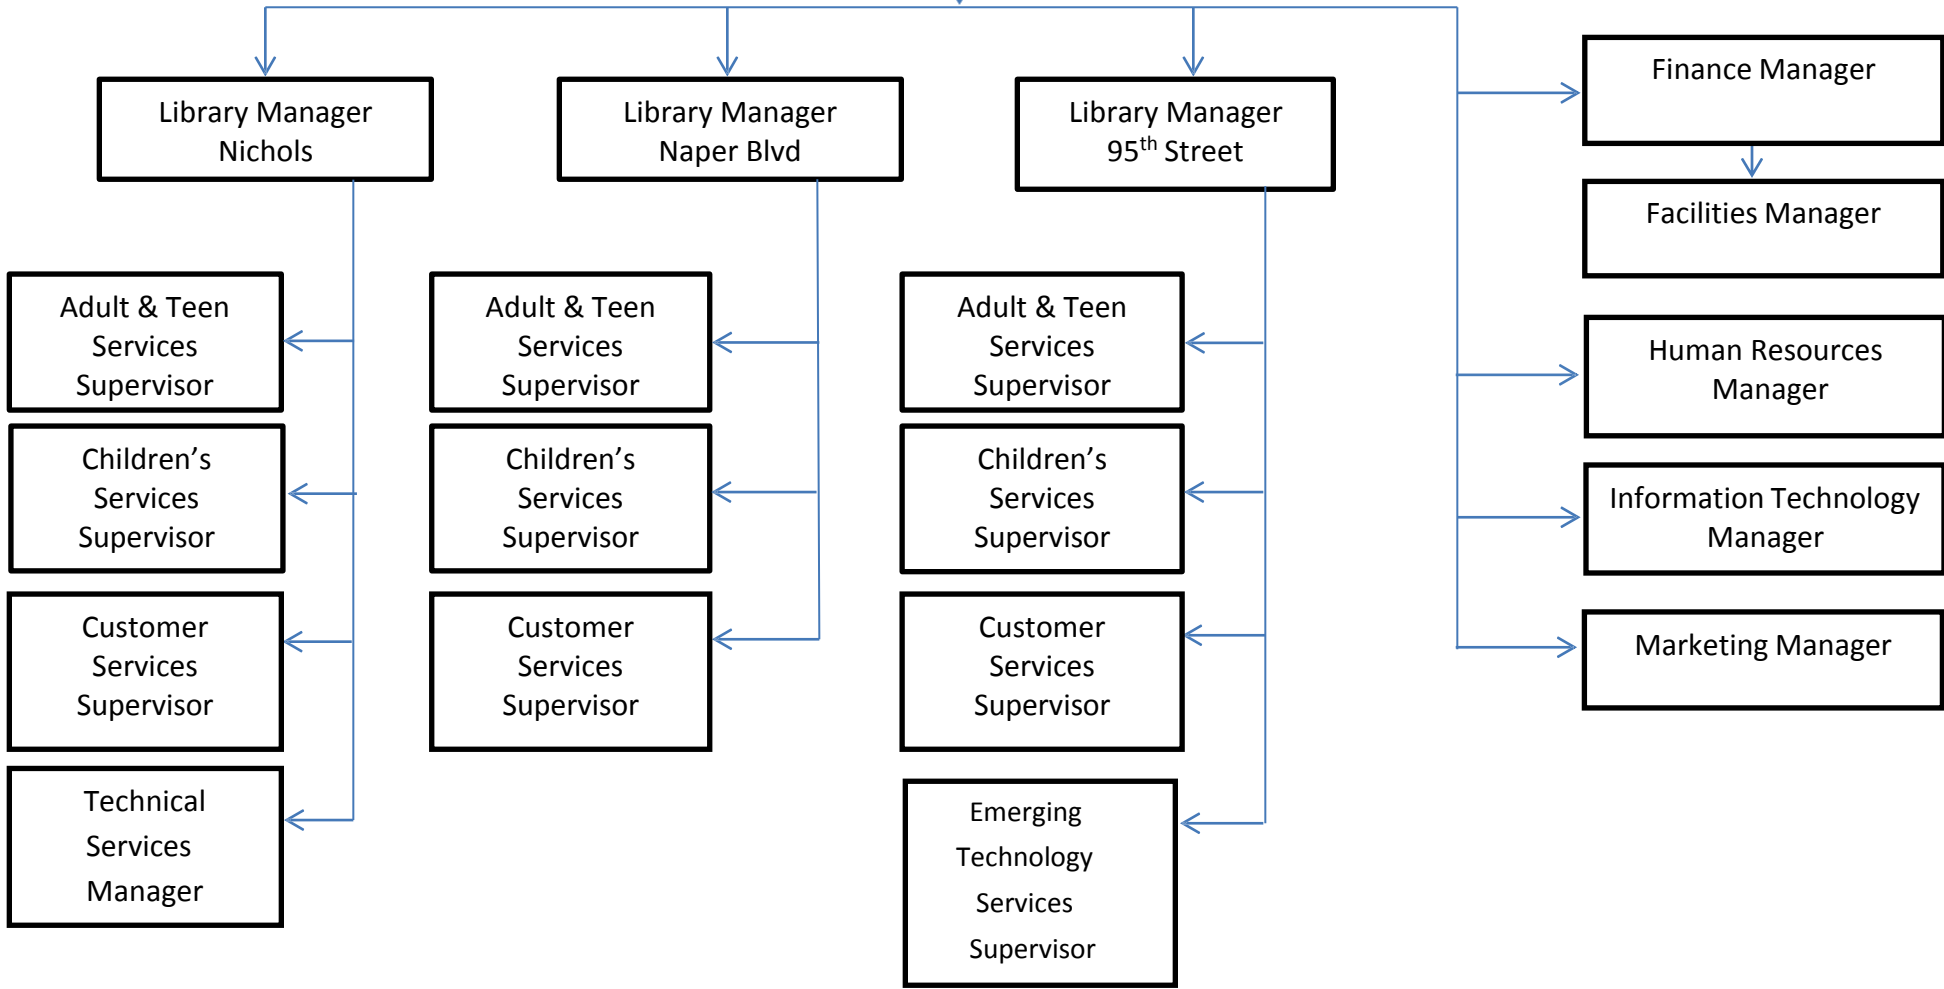 Library Manager
Nichols
Library Manager
Naper Blvd
Library Manager
95th Street
Finance Manager
Facilities Manager
Adult & Teen
Services
Supervisor
Adult & Teen
Services
Supervisor
Adult & Teen
Services
Supervisor
Human Resources
Manager
Children’s
Services
Supervisor
Children’s
Services
Supervisor
Children’s
Services
Supervisor
Information Technology
Manager
Customer
Services
Supervisor
Customer
Services
Supervisor
Customer
Services
Supervisor
Marketing Manager
Technical
Services
Manager
Emerging
Technology
Services
Supervisor